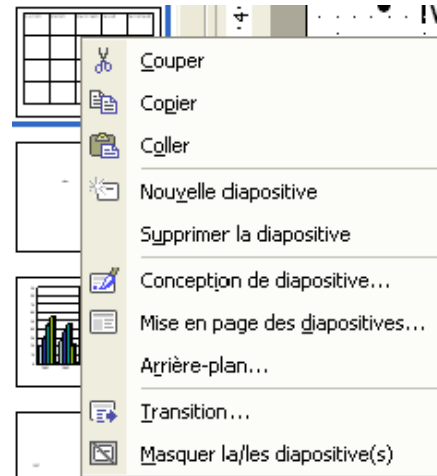 Couper
Copier
Coller
Nouvelle diapositive
Supprimer la diapositive
Conception de diapositive...
Mise en page des diapositives...
Arrière-plan...
Transition...
Masquer la/les diapositive(s)